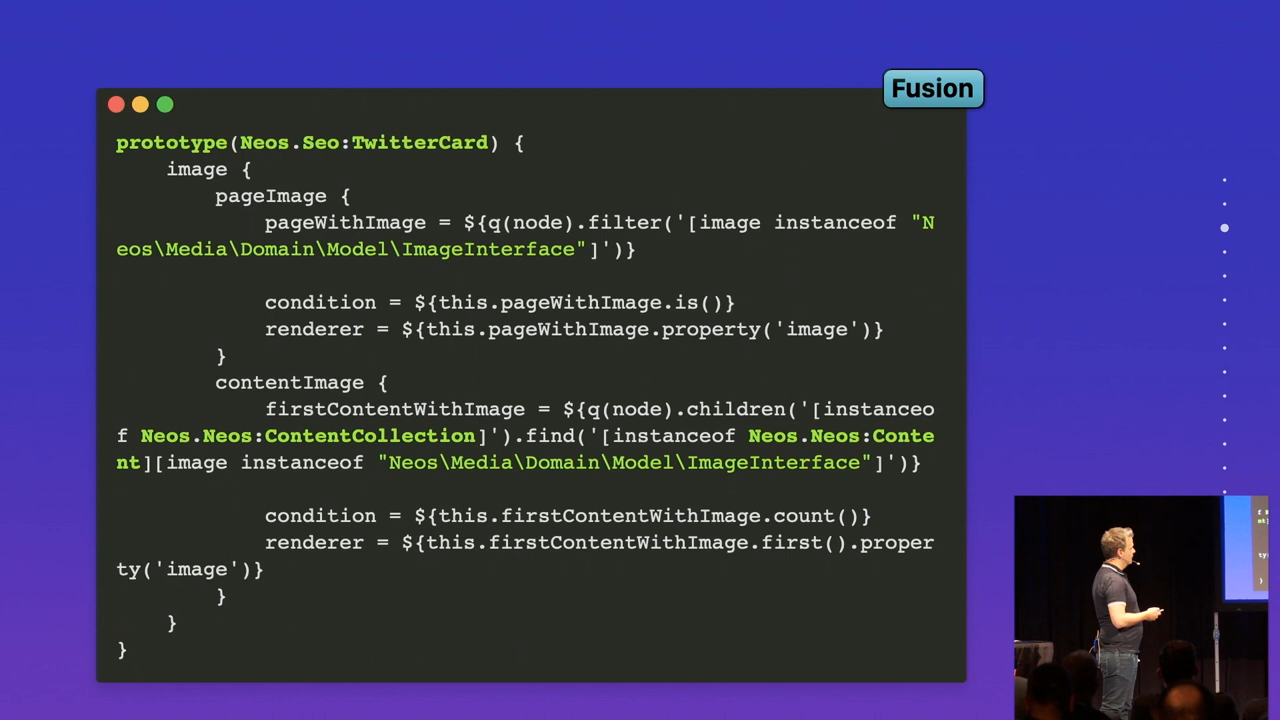 Fusion
prototype(Neos.Seo:TwitterCard) {
    image {
        pageImage {
            pageWithImage = ${q(node).filter('[image instanceof "N
eos\Media\Domain\Model\ImageInterface"]')}

            condition = ${this.pageWithImage.is()}
            renderer = ${this.pageWithImage.property('image')}
        }
        contentImage {
            firstContentWithImage = ${q(node).children('[instanceo
f Neos.Neos:ContentCollection]').find('[instanceof Neos.Neos:Conte
nt][image instanceof "Neos\Media\Domain\Model\ImageInterface"]')}

            condition = ${this.firstContentWithImage.count()}
            renderer = ${this.firstContentWithImage.first().proper
ty('image')}
        }
    }
}